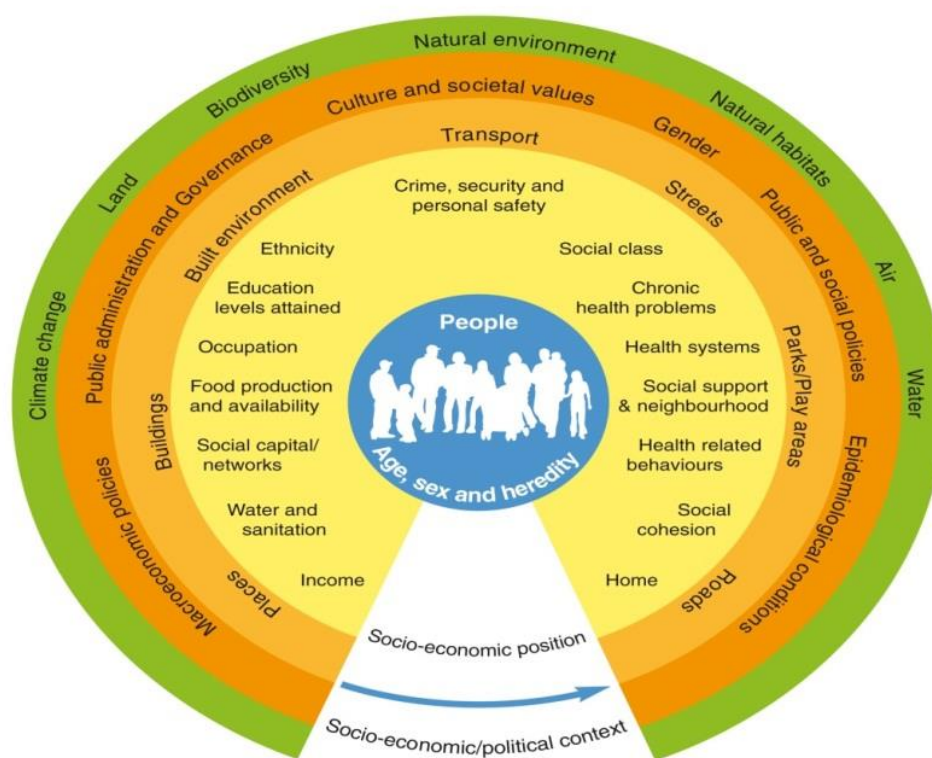 Natural environment
Biodiversity
Natural habitats
Land
Air
Climate change
Water
Culture and societal values
Gender
Public administration and Governance
Public and social policies
Macroeconomic policies
Epidemiological conditions
Transport
Built environment
Streets
Buildings
Parks/Play areas
Places
Roads
Crime, security and
personal safety
Ethnicity
Social class
Education
levels attained
Chronic
health problems
Occupation
Health systems
Food production
and availability
Social support
& neighbourhood
Social capital/
networks
Health related
behaviours
Water and
sanitation
Social
cohesion
Income
Home
People
Age, sex and heredity
Socio-economic position
Socio-economic/political context